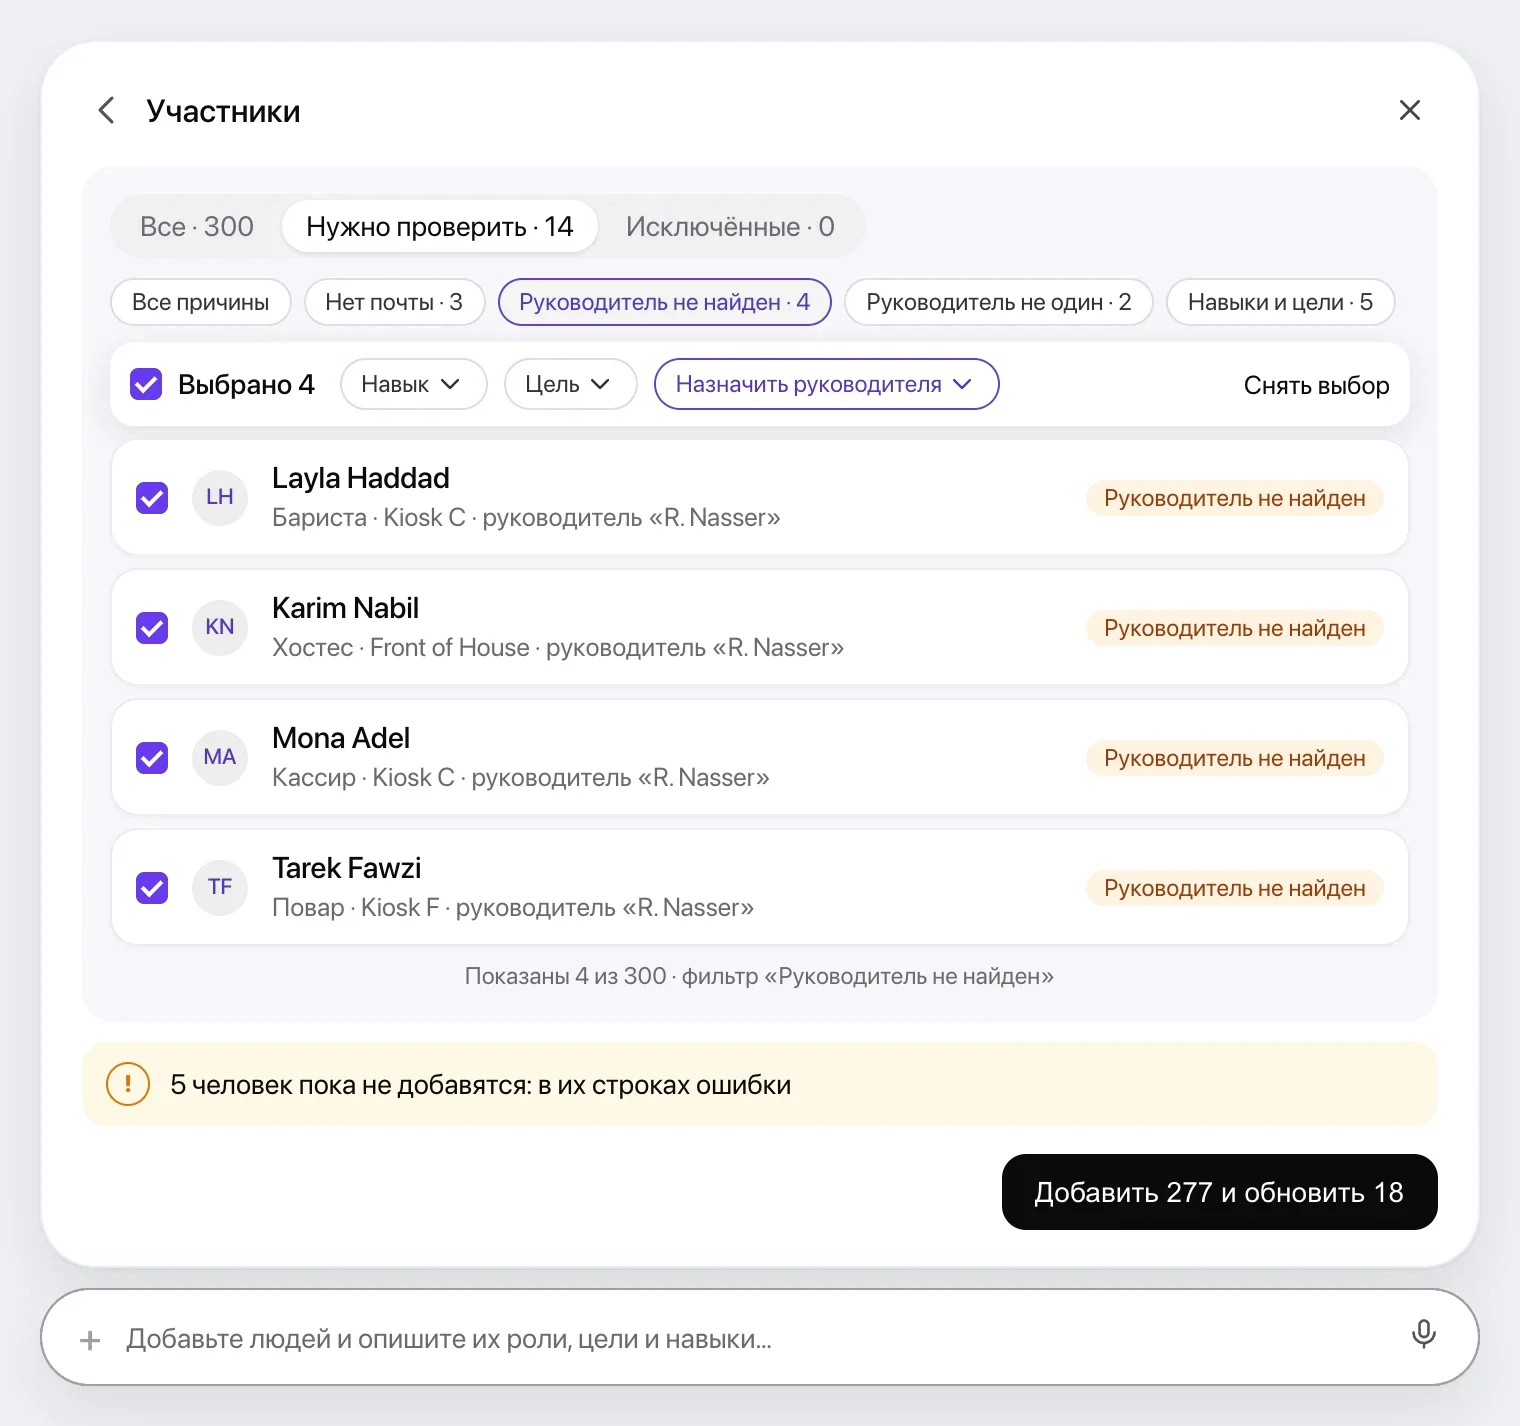 Участники
Все · 300
Нужно проверить · 14
Исключённые · 0
Все причины
Нет почты · 3
Руководитель не найден · 4
Руководитель не один · 2
Навыки и цели · 5
Выбрано 4
Навык
Цель
Назначить руководителя
Снять выбор
LH
Layla Haddad
Бариста · Kiosk C · руководитель «R. Nasser»
Руководитель не найден
KN
Karim Nabil
Хостес · Front of House · руководитель «R. Nasser»
Руководитель не найден
MA
Mona Adel
Кассир · Kiosk C · руководитель «R. Nasser»
Руководитель не найден
TF
Tarek Fawzi
Повар · Kiosk F · руководитель «R. Nasser»
Руководитель не найден
Показаны 4 из 300 · фильтр «Руководитель не найден»
5 человек пока не добавятся: в их строках ошибки
Добавить 277 и обновить 18
Добавьте людей и опишите их роли, цели и навыки...